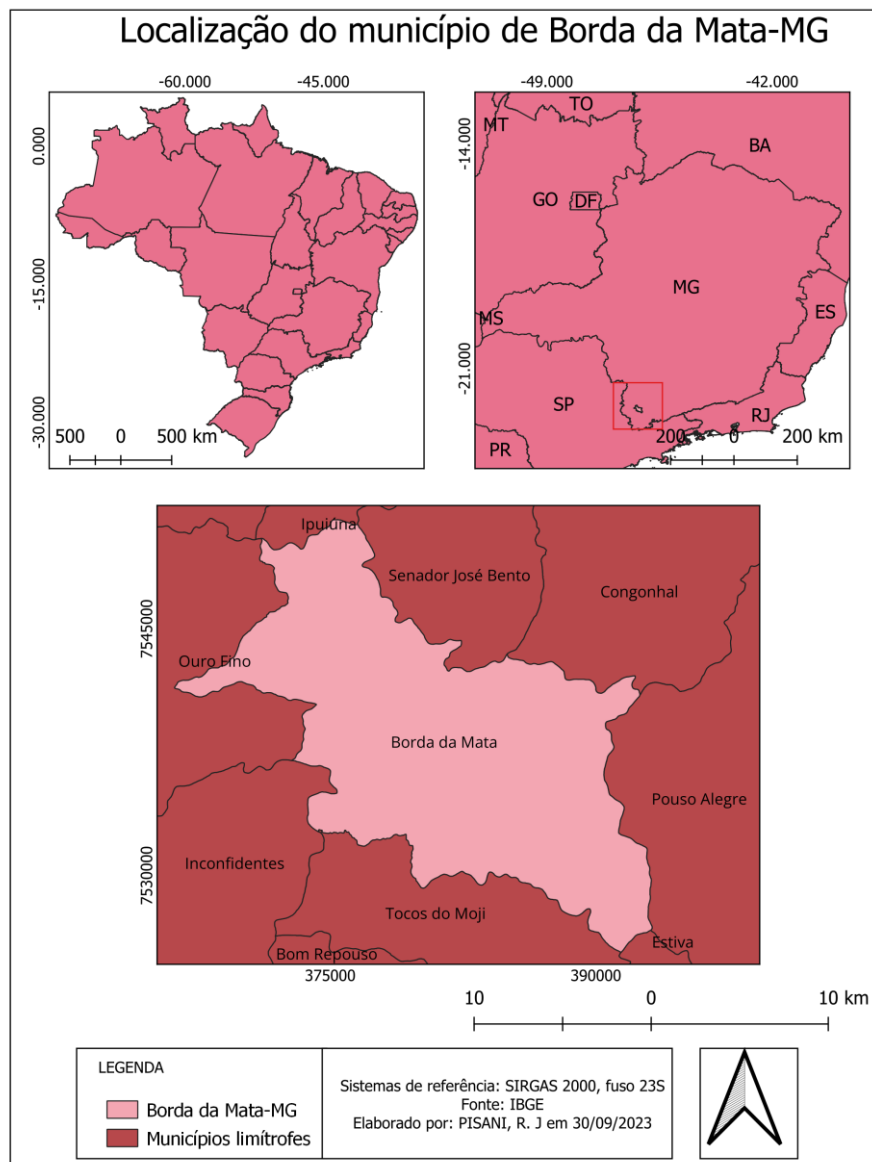 Localização do município de Borda da Mata-MG
-60.000
-45.000
0.000
-15.000
-30.000
500 0 500 km
-49.000
-42.000
-14.000
-21.000
TO
MT
BA
GO
DF
MG
MS
ES
SP
RJ
PR
200 0 200 km
Ipuiúna
Senador José Bento
Congonhal
7545000
Ouro Fino
Borda da Mata
Pouso Alegre
7530000
Inconfidentes
Tocos do Moji
Estiva
Bom Repouso
375000
390000
10 0 10 km
LEGENDA
Borda da Mata-MG
Municípios limítrofes
Sistemas de referência: SIRGAS 2000, fuso 23S
Fonte: IBGE
Elaborado por: PISANI, R. J em 30/09/2023